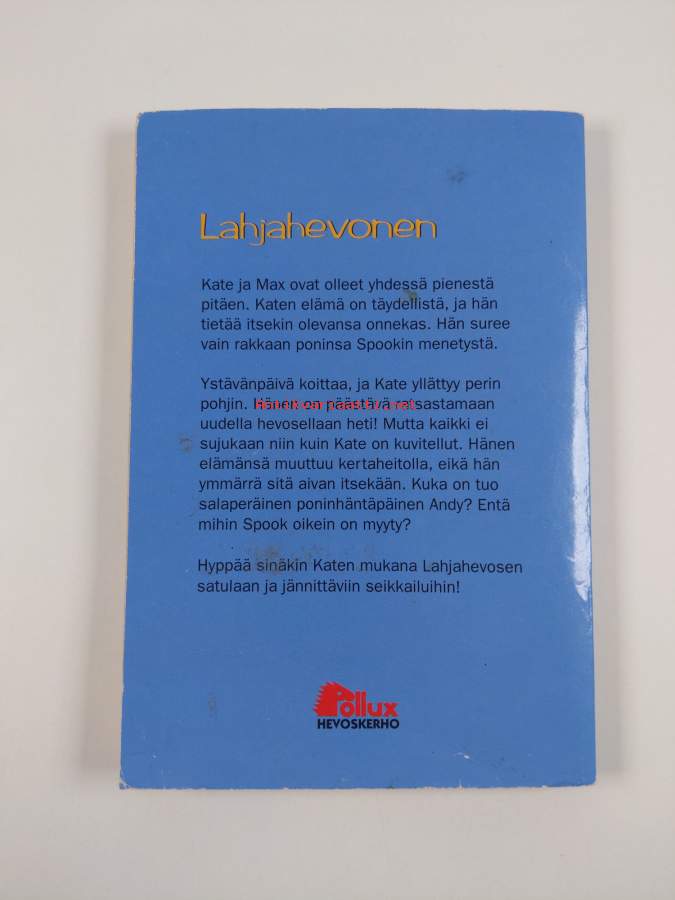 Lahjahevonen
Kate ja Max ovat olleet yhdessä pienestä
pitäen. Katen elämä on täydellistä, ja hän
tietää itsekin olevansa onnekas. Hän suree
vain rakkaan poninsa Spookin menetystä.
Ystävänpäivä koittaa, ja Kate yllättyy perin
pohjin. Hänen on päästävä ratsastamaan
uudella hevosellaan heti! Mutta kaikki ei
sujukaan niin kuin Kate on kuvitellut. Hänen
elämänsä muuttuu kertaheitolla, eikä hän
ymmärrä sitä aivan itsekään. Kuka on tuo
salaperäinen poninhäntäpäinen Andy? Entä
mihin Spook oikein on myyty?
Hyppää sinäkin Katen mukana Lahjahevosen
satulaan ja jännittäviin seikkailuihin!
Pollux
HEVOSKERHO